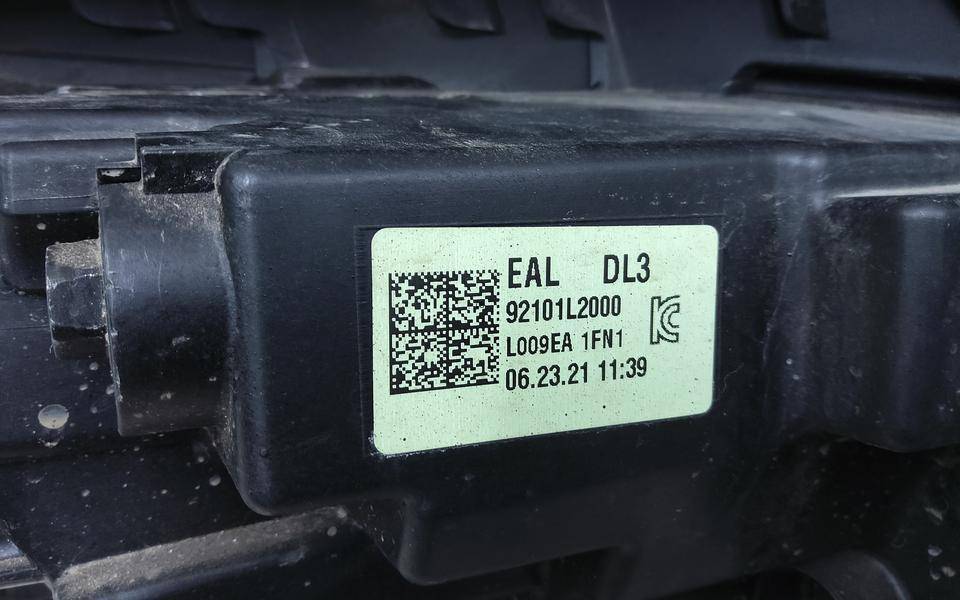 EAL DL3
92101L2000
L009EA 1FN1
06.23.21 11:39